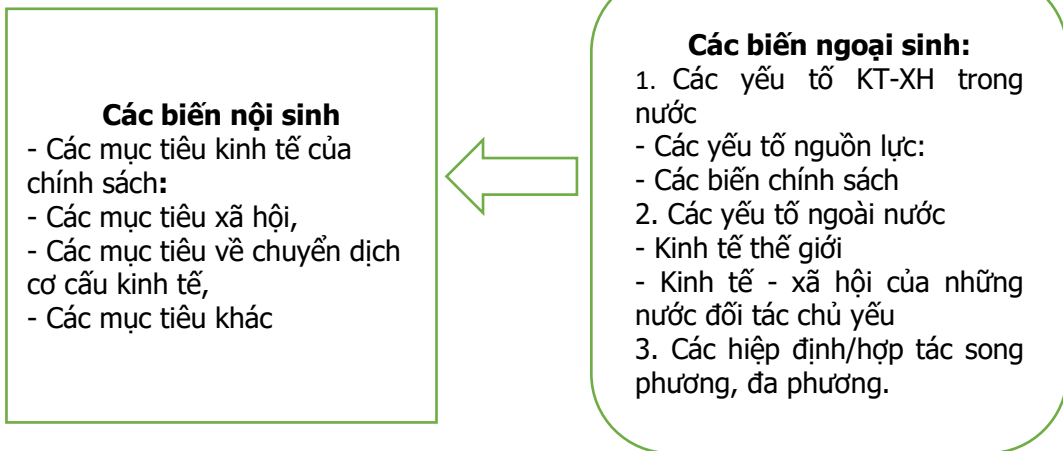 Các biến nội sinh
- Các mục tiêu kinh tế của
chính sách:
- Các mục tiêu xã hội,
- Các mục tiêu về chuyển dịch
cơ cấu kinh tế,
- Các mục tiêu khác
Các biến ngoại sinh:
1. Các yếu tố KT-XH trong
nước
- Các yếu tố nguồn lực:
- Các biến chính sách
2. Các yếu tố ngoài nước
- Kinh tế thế giới
- Kinh tế - xã hội của những
nước đối tác chủ yếu
3. Các hiệp định/hợp tác song
phương, đa phương.